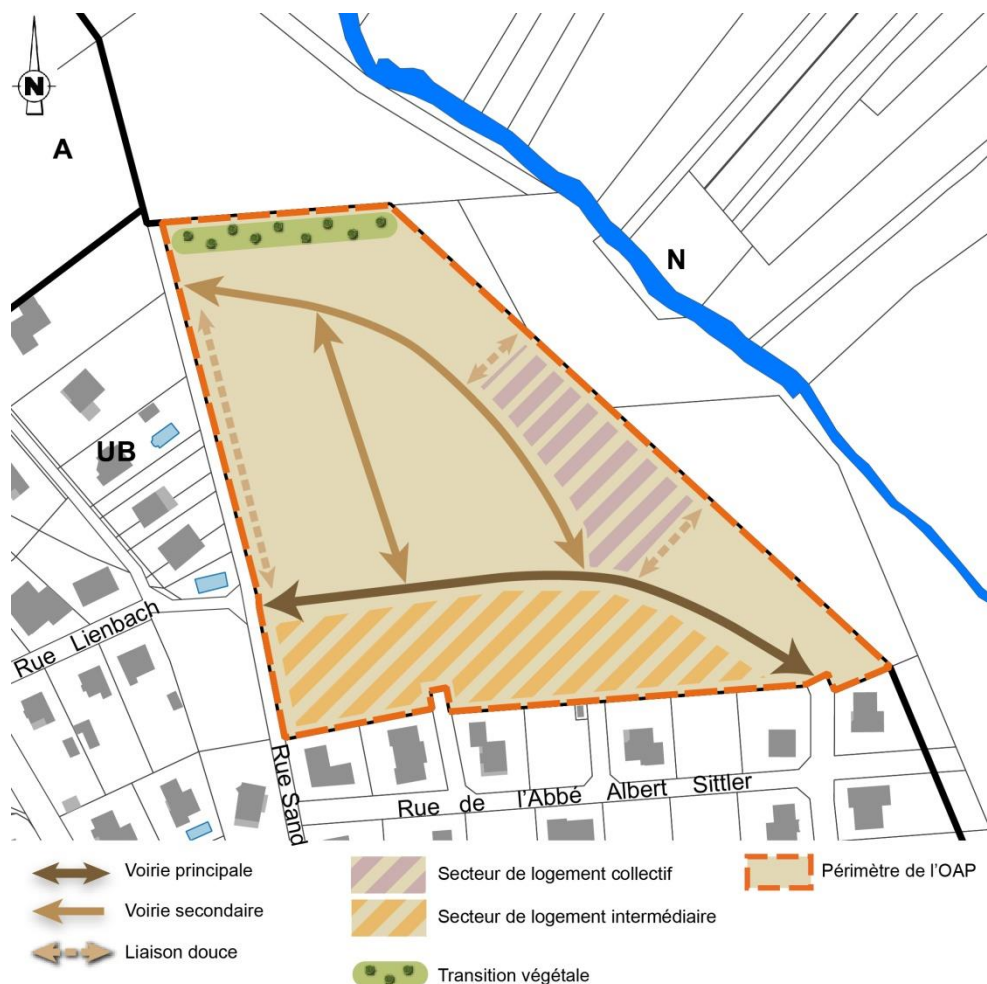 N
A
N
UB
Rue Lienbach
Rue Sand
Rue de l'Abbé Albert Sittler
Voirie principale
Voirie secondaire
Liaison douce
Secteur de logement collectif
Secteur de logement intermédiaire
Transition végétale
Périmètre de l'OAP